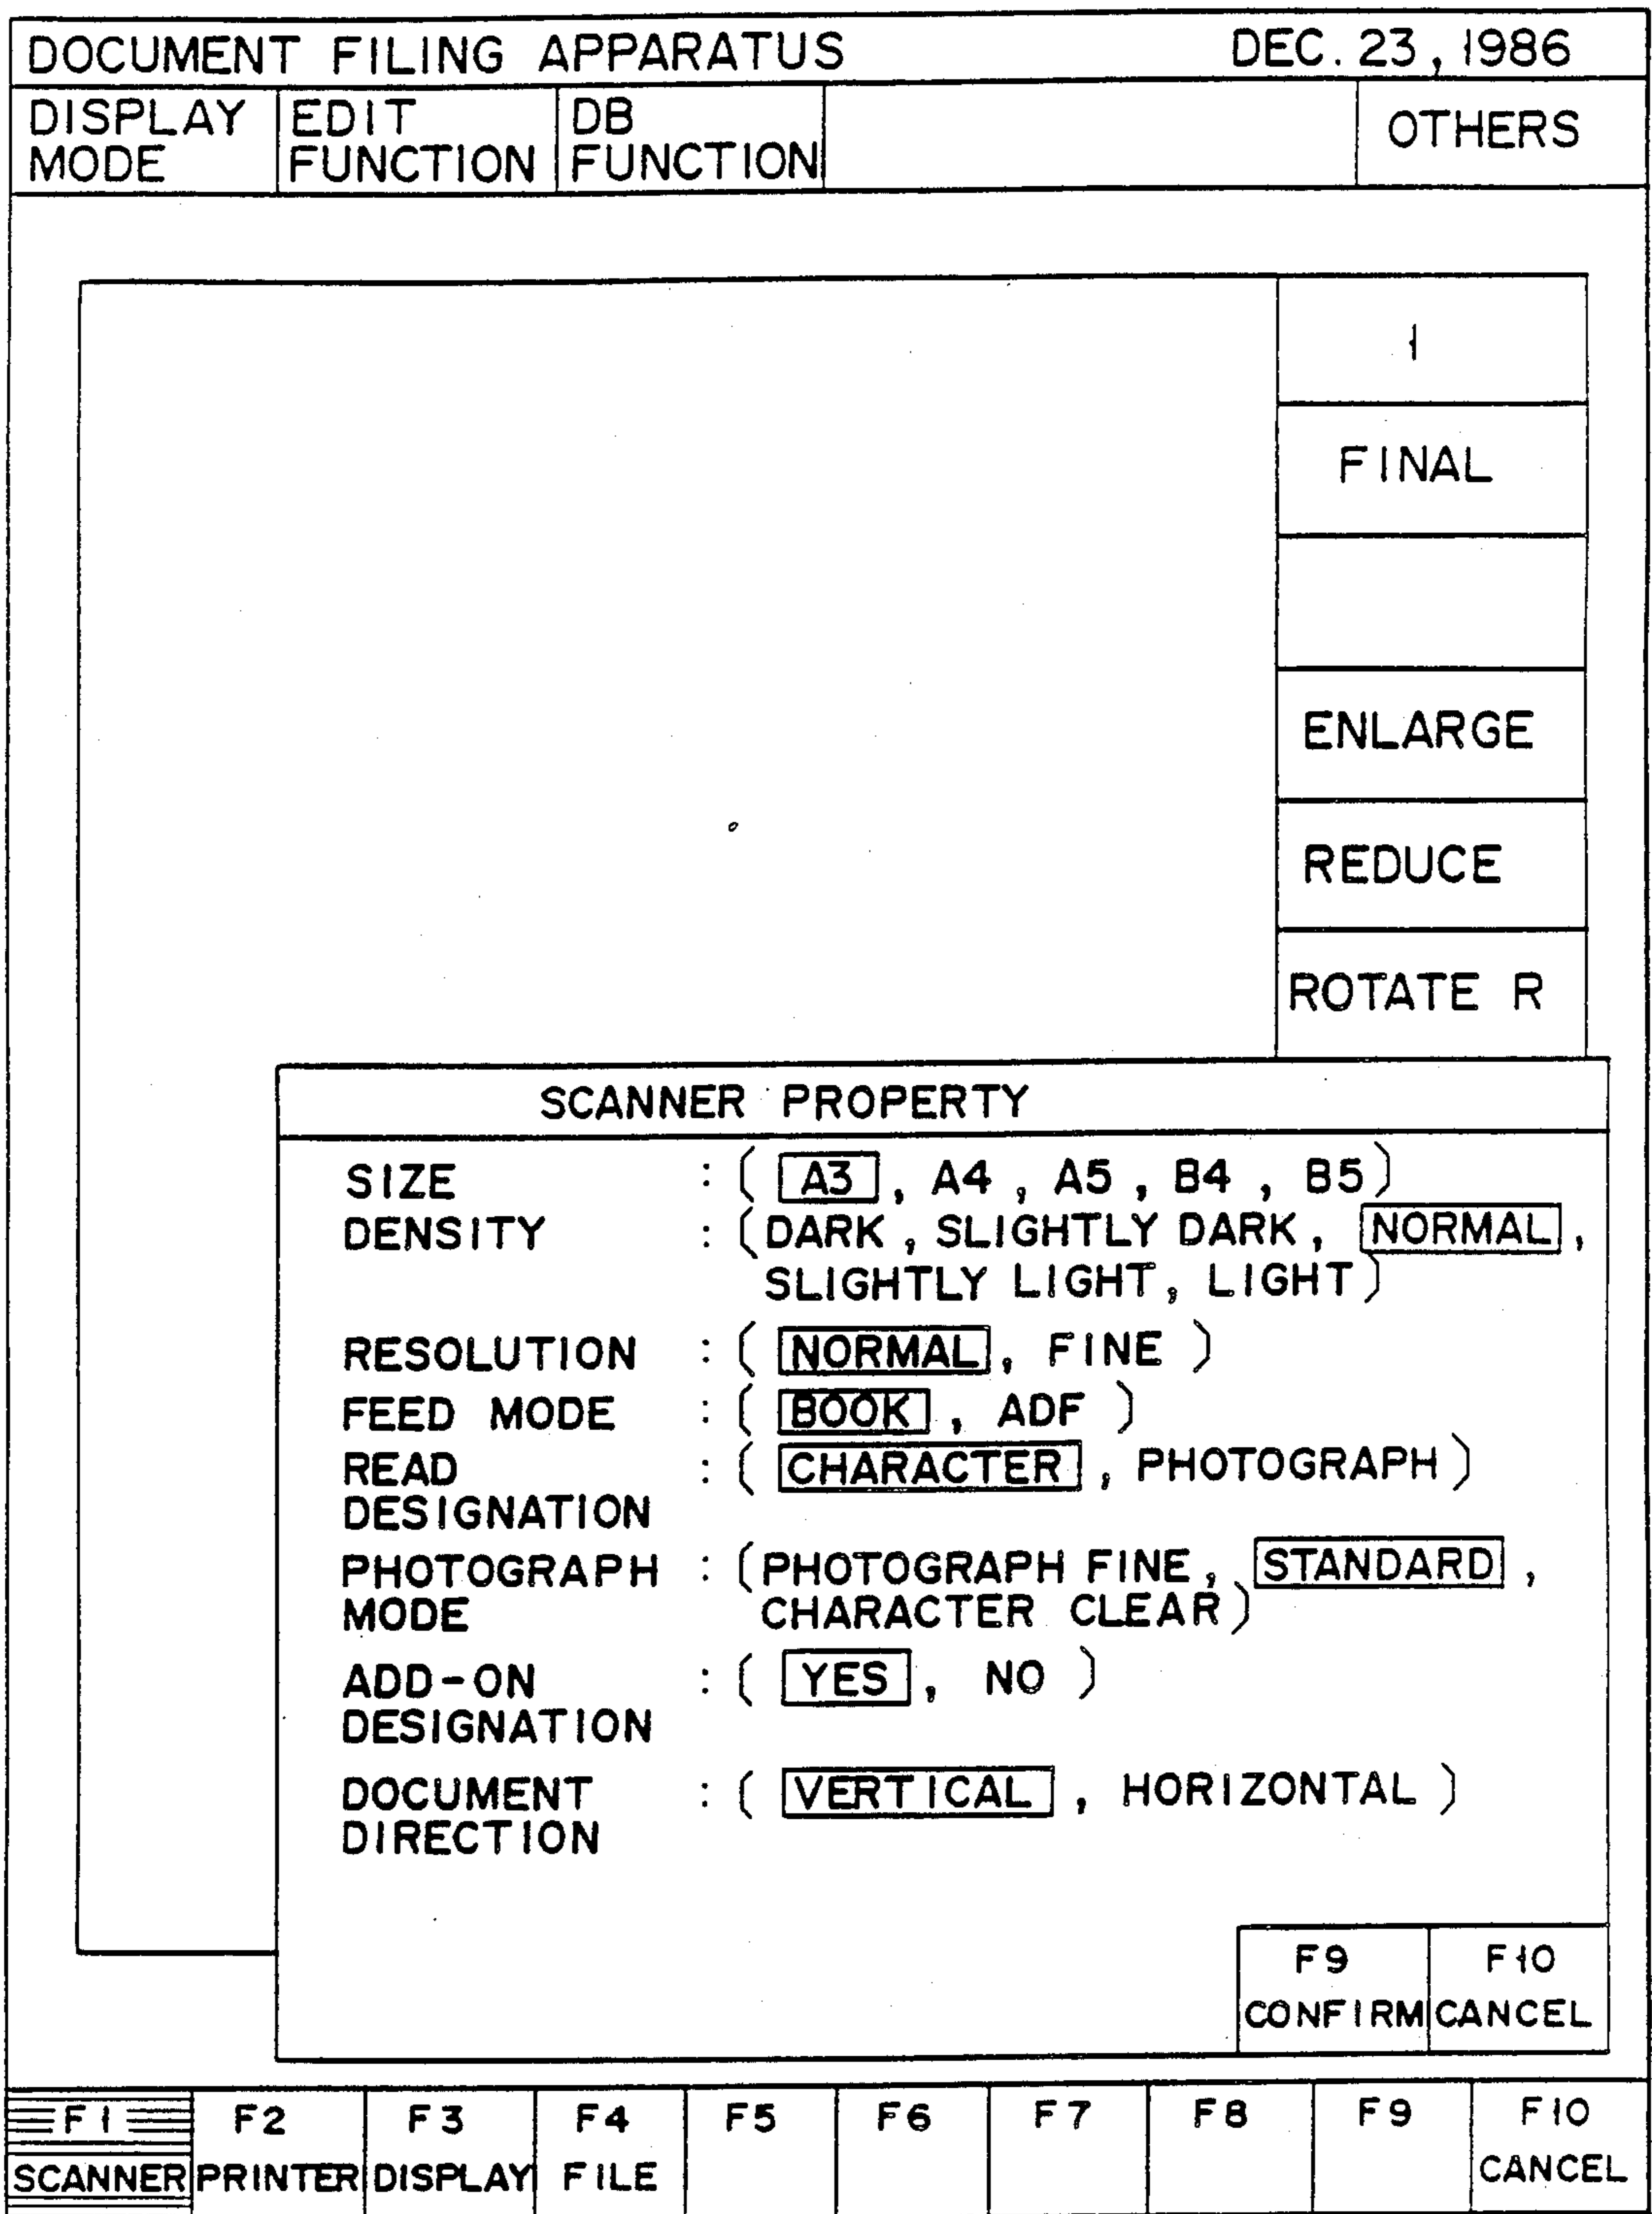 DOCUMENT FILING APPARATUS DEC. 23, 1986
DISPLAY MODE
EDIT FUNCTION
DB FUNCTION
OTHERS
1
FINAL
ENLARGE
REDUCE
ROTATE R
SCANNER PROPERTY
SIZE : ( A3 , A4 , A5 , B4 , B5 )
DENSITY : ( DARK , SLIGHTLY DARK , NORMAL ,
SLIGHTLY LIGHT , LIGHT )
RESOLUTION : ( NORMAL , FINE )
FEED MODE : ( BOOK , ADF )
READ : ( CHARACTER , PHOTOGRAPH )
DESIGNATION
PHOTOGRAPH : ( PHOTOGRAPH FINE , STANDARD ,
MODE CHARACTER CLEAR )
ADD-ON : ( YES , NO )
DESIGNATION
DOCUMENT : ( VERTICAL , HORIZONTAL )
DIRECTION
F9 F10
CONFIRM CANCEL
F1 F2 F3 F4 F5 F6 F7 F8 F9 F10
SCANNER PRINTER DISPLAY FILE CANCEL